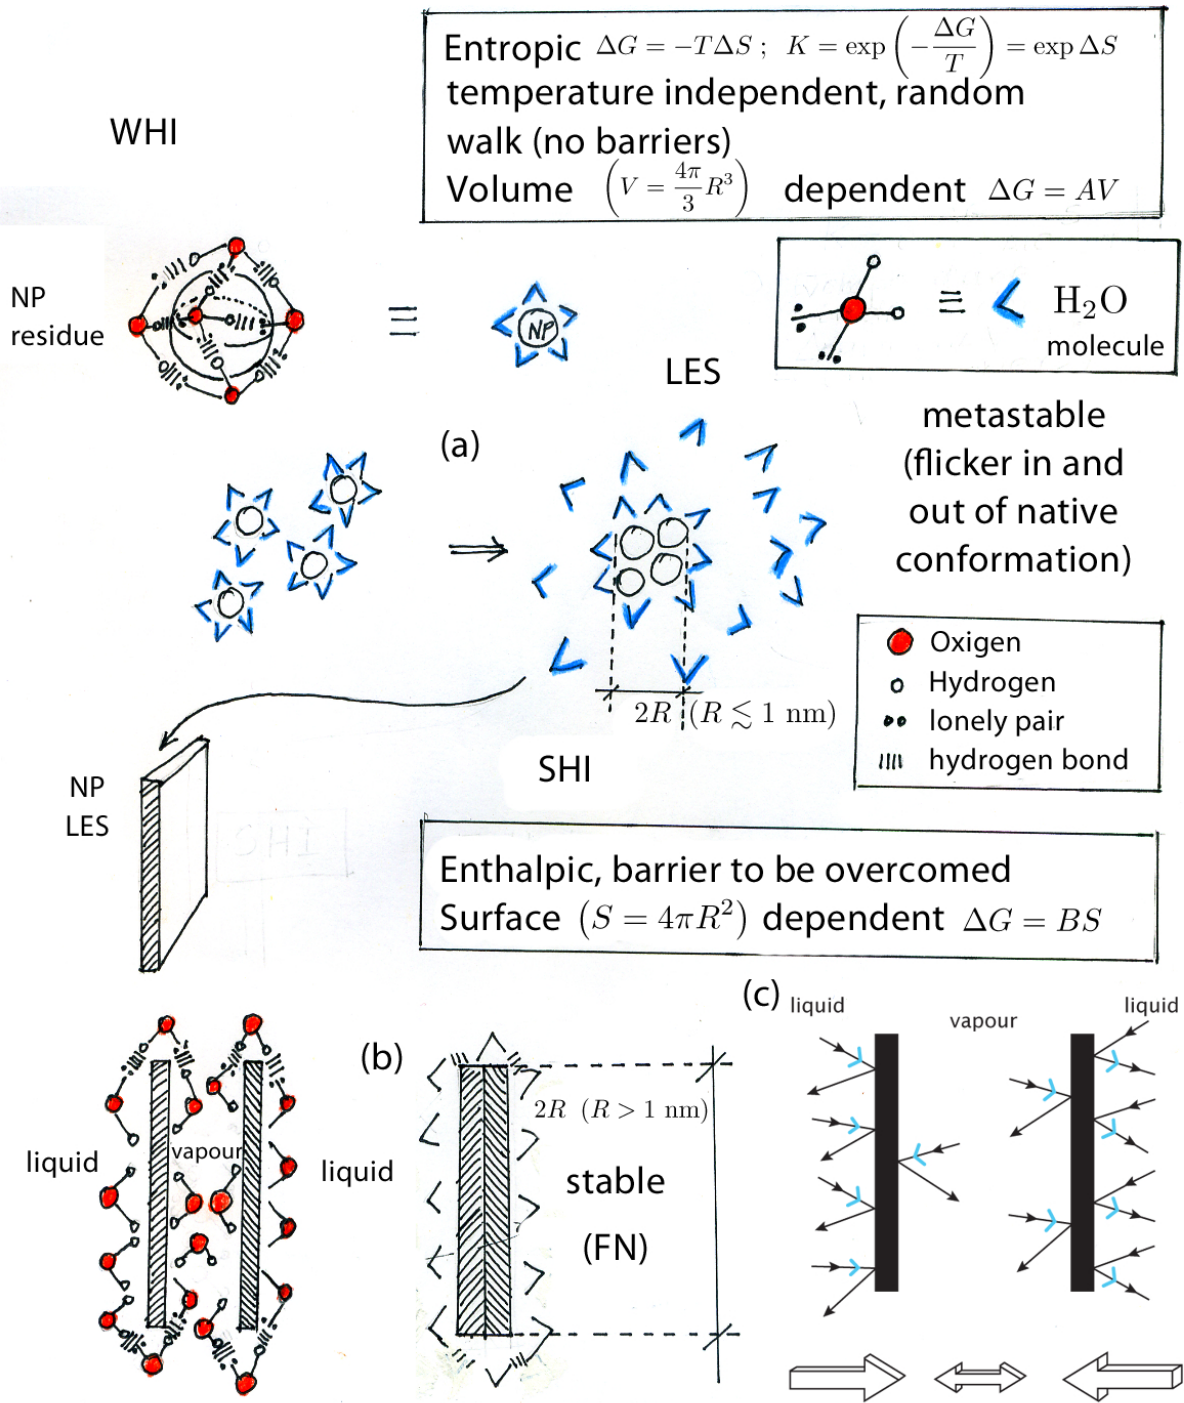 Entropic ΔG = −TΔS ; K = exp(−ΔG/T) = exp ΔS
temperature independent, random
walk (no barriers)
Volume (V = 4π/3 R³) dependent ΔG = AV
WHI
NP
residue
≡
NP
≡ H₂O
molecule
LES
(a)
metastable
(flicker in and
out of native
conformation)
⇒
2R (R ≲ 1 nm)
Oxigen
Hydrogen
lonely pair
hydrogen bond
SHI
NP
LES
Enthalpic, barrier to be overcomed
Surface (S = 4πR²) dependent ΔG = BS
(b)
liquid
vapour
liquid
2R (R > 1 nm)
stable
(FN)
(c)
liquid
vapour
liquid